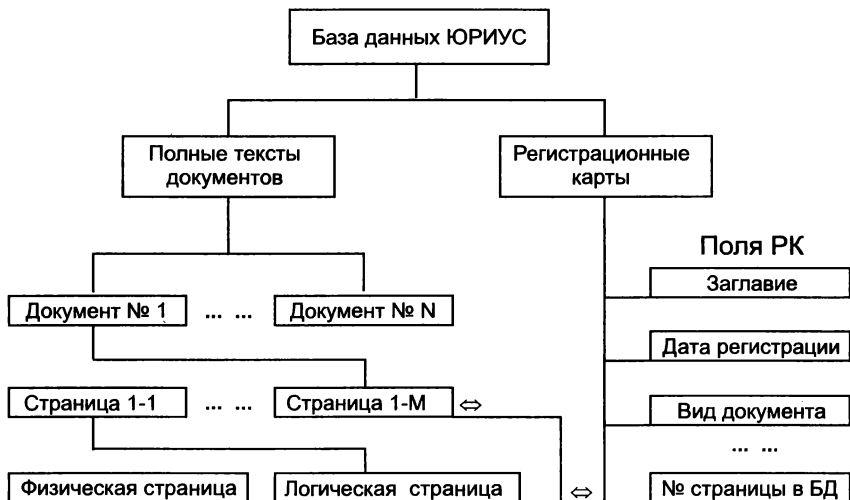 База данных ЮРИУС
Полные тексты
документов
Регистрационные
карты
Поля РК
Заглавие
Документ № 1 ... ... Документ № N
Дата регистрации
Страница 1-1 ... ... Страница 1-М ⇔
Вид документа
... ...
Физическая страница
Логическая страница ⇔
№ страницы в БД